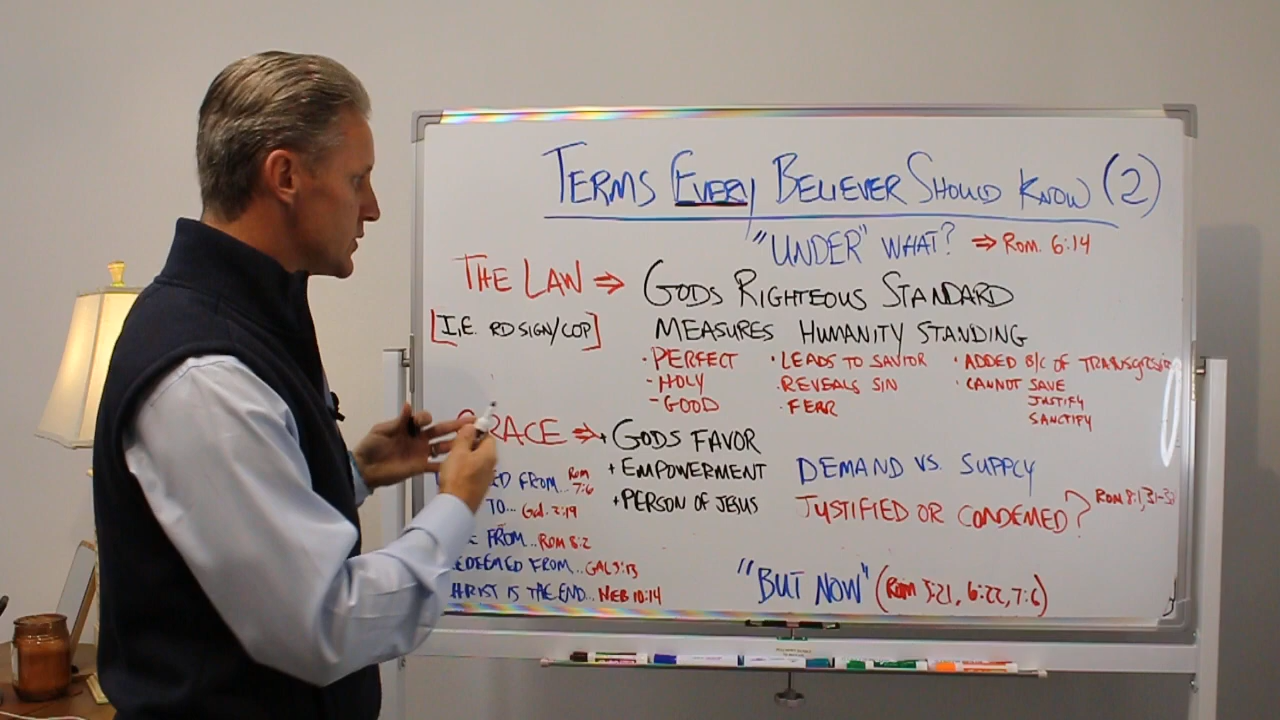 TERMS EVERY BELIEVER SHOULD KNOW (2)
"UNDER" WHAT? ⇒ ROM. 6:14
THE LAW ⇒ GODS RIGHTEOUS STANDARD
[I,E. RD SIGN/COP] MEASURES HUMANITY STANDING
· PERFECT · LEADS TO SAVIOR · ADDED B/C OF
- HOLY · REVEALS SIN · CANNOT SAVE
- GOOD · FEAR JUSTIFY
SANCTIFY
RACE ⇒ + GODS FAVOR
ED FROM... ROM 7:6 + EMPOWERMENT DEMAND VS. SUPPLY
TO... GAL. 2:19 + PERSON OF JESUS JUSTIFIED OR CONDEMED? ROM 8:1, 31-
FROM... ROM 8:2
EDEEMED FROM... GAL 3:13 "BUT NOW" (ROM 3:21, 6:22, 7:6)
HRIST IS THE END... HEB 10:14